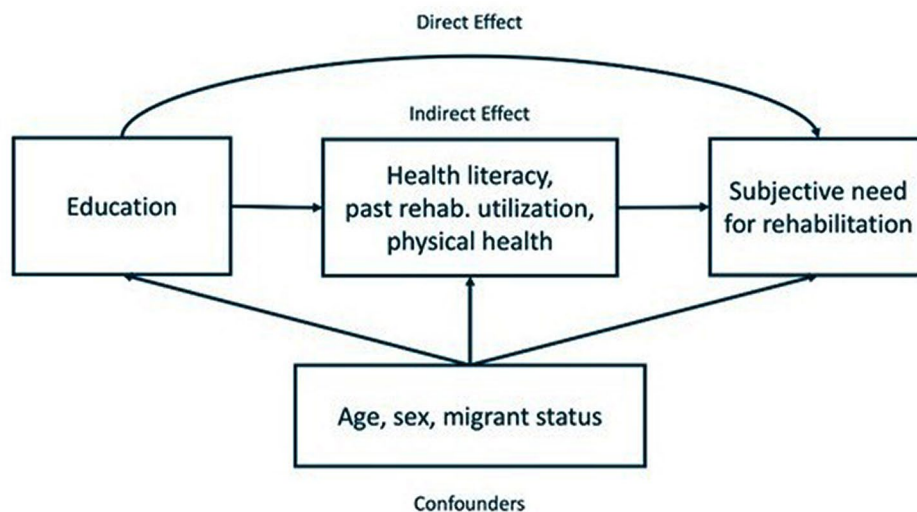 Direct Effect
Indirect Effect
Education
Health literacy,
past rehab. utilization,
physical health
Subjective need
for rehabilitation
Age, sex, migrant status
Confounders